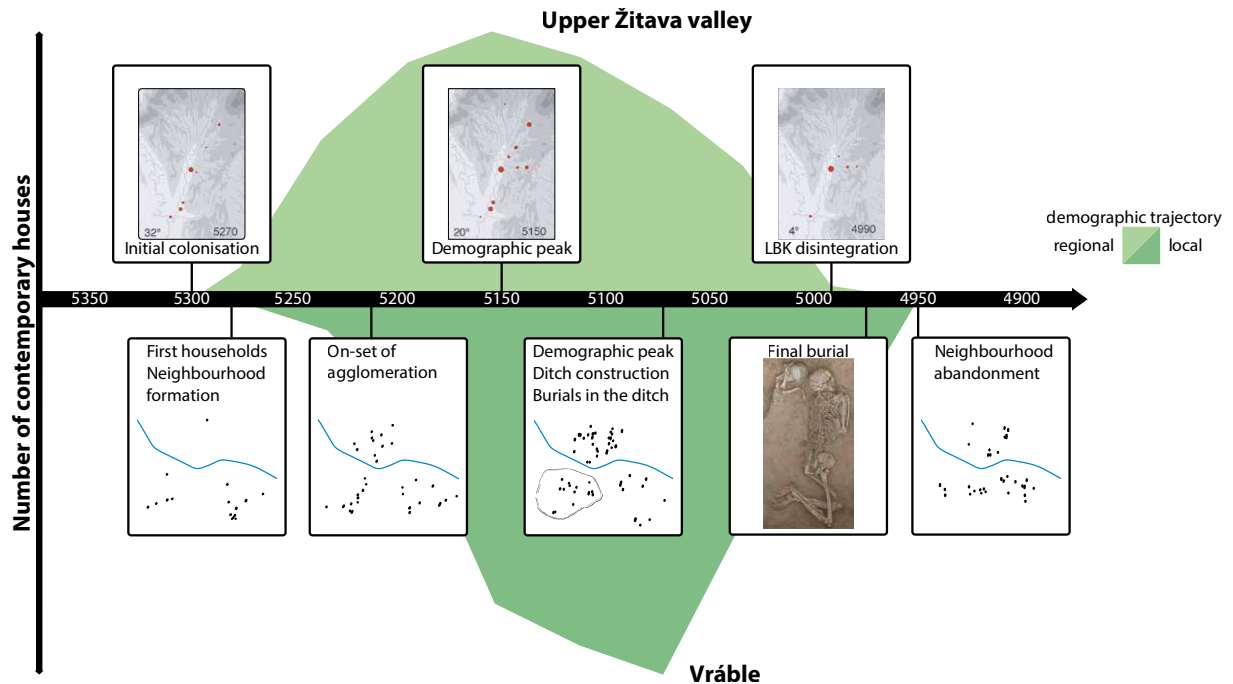 Upper Žitava valley
Number of contemporary houses
32°
5270
Initial colonisation
20°
5150
Demographic peak
4°
4990
LBK disintegration
demographic trajectory
regional
local
5350 5300 5250 5200 5150 5100 5050 5000 4950 4900
First households
Neighbourhood
formation
On-set of
agglomeration
Demographic peak
Ditch construction
Burials in the ditch
Final burial
Neighbourhood
abandonment
Vráble